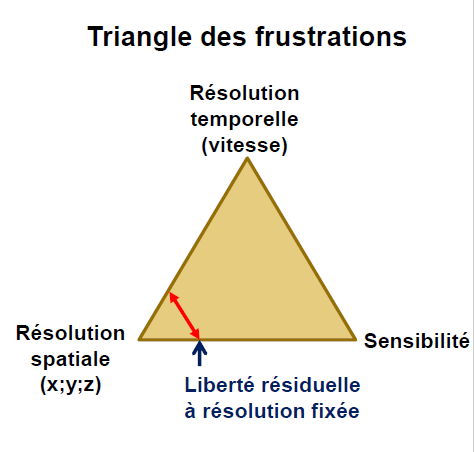 Triangle des frustrations
Résolution
temporelle
(vitesse)
Résolution
spatiale
(x;y;z)
Sensibilité
Liberté résiduelle
à résolution fixée